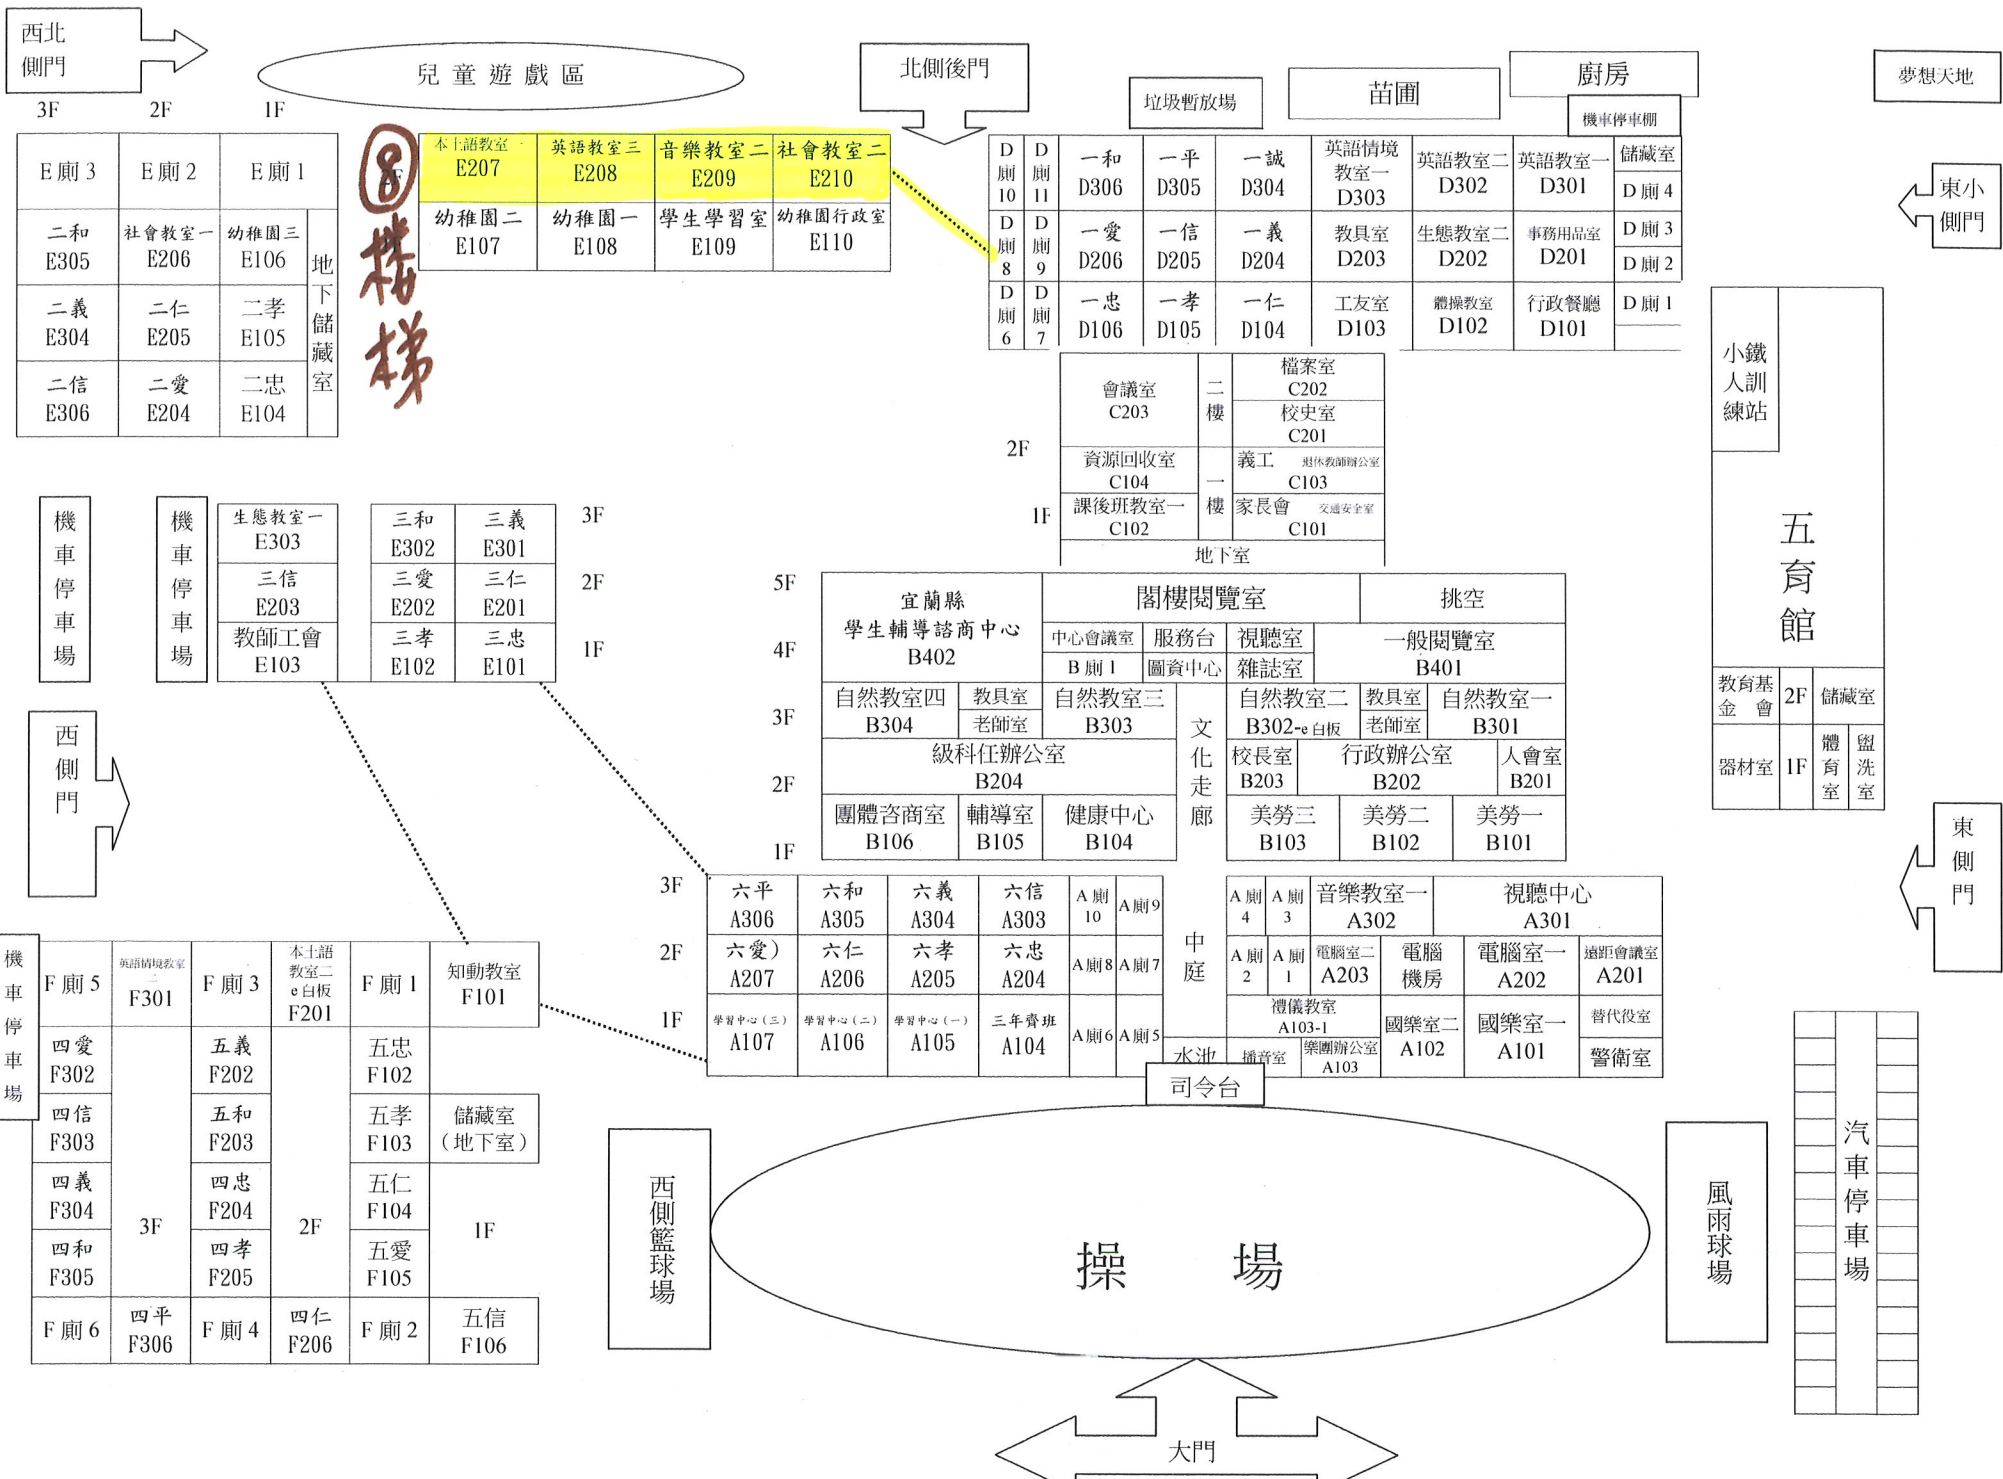 西北
側門
兒童遊戲區
北側後門
垃圾暫放場
苗圃
廚房
機車停車棚
夢想天地
東小
側門
3F
2F
1F
E廁3
E廁2
E廁1
二和
E305
社會教室一
E206
幼稚園三
E106
二義
E304
二仁
E205
二孝
E105
二信
E306
二愛
E204
二忠
E104
地下儲藏室
⑧樓梯
本土語教室一
E207
英語教室三
E208
音樂教室二
E209
社會教室二
E210
幼稚園二
E107
幼稚園一
E108
學生學習室
E109
幼稚園行政室
E110
D廁10
D廁11
一和
D306
一平
D305
一誠
D304
英語情境
教室一
D303
英語教室二
D302
英語教室一
D301
儲藏室
D廁4
D廁8
D廁9
一愛
D206
一信
D205
一義
D204
教具室
D203
生態教室二
D202
事務用品室
D201
D廁3
D廁2
D廁6
D廁7
一忠
D106
一孝
D105
一仁
D104
工友室
D103
體操教室
D102
行政餐廳
D101
D廁1
2F
1F
會議室
C203
二樓
檔案室
C202
校史室
C201
資源回收室
C104
一樓
義工 退休教師辦公室
C103
課後班教室一
C102
家長會 交通安全室
C101
地下室
小鐵人訓練站
五育館
教育基金會
2F
儲藏室
器材室
1F
體育室
盥洗室
機車停車場
機車停車場
生態教室一
E303
三和
E302
三義
E301
3F
三信
E203
三愛
E202
三仁
E201
2F
教師工會
E103
三孝
E102
三忠
E101
1F
西側門
5F
4F
3F
2F
1F
宜蘭縣
學生輔導諮商中心
B402
閣樓閱覽室
挑空
中心會議室
服務台
視聽室
一般閱覽室
B401
B廁1
圖資中心
雜誌室
自然教室四
B304
教具室
老師室
自然教室三
B303
文化走廊
自然教室二
B302-e白板
教具室
老師室
自然教室一
B301
級科任辦公室
B204
校長室
B203
行政辦公室
B202
人會室
B201
團體咨商室
B106
輔導室
B105
健康中心
B104
美勞三
B103
美勞二
B102
美勞一
B101
東側門
3F
2F
1F
六平
A306
六和
A305
六義
A304
六信
A303
A廁10
A廁9
中庭
A廁4
A廁3
音樂教室一
A302
視聽中心
A301
六愛)
A207
六仁
A206
六孝
A205
六忠
A204
A廁8
A廁7
A廁2
A廁1
電腦室二
A203
電腦
機房
電腦室一
A202
遠距會議室
A201
學習中心(三)
A107
學習中心(二)
A106
學習中心(一)
A105
三年齊班
A104
A廁6
A廁5
水池
禮儀教室
A103-1
播音室
樂團辦公室
A103
國樂室二
A102
國樂室一
A101
替代役室
警衛室
司令台
機車停車場
F廁5
英語情境教室二
F301
F廁3
本土語
教室二
e白板
F201
F廁1
知動教室
F101
四愛
F302
五義
F202
五忠
F102
四信
F303
五和
F203
五孝
F103
儲藏室
(地下室)
四義
F304
四忠
F204
五仁
F104
3F
2F
1F
四和
F305
四孝
F205
五愛
F105
F廁6
四平
F306
F廁4
四仁
F206
F廁2
五信
F106
西側籃球場
操場
風雨球場
汽車停車場
大門